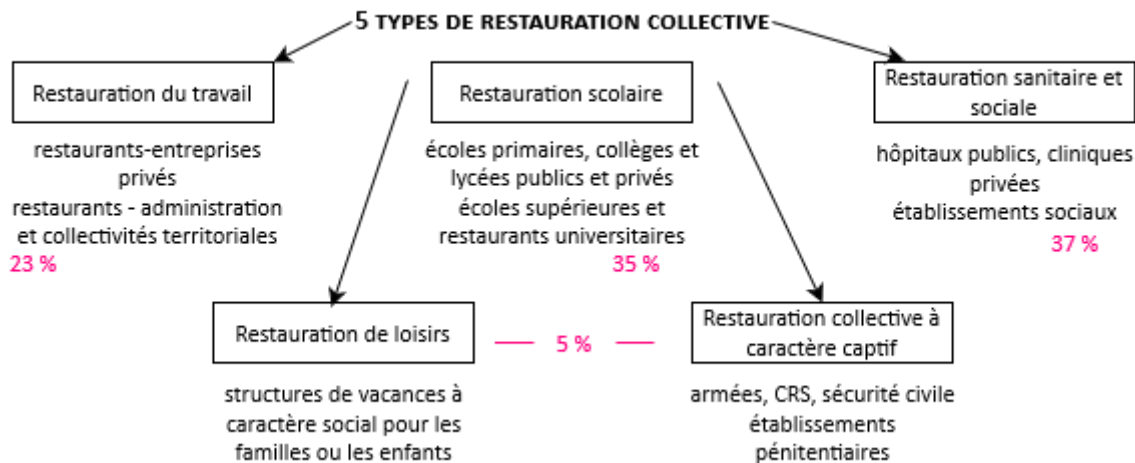 5 TYPES DE RESTAURATION COLLECTIVE
Restauration du travail
restaurants-entreprises
privés
restaurants - administration
et collectivités territoriales
23 %
Restauration scolaire
écoles primaires, collèges et
lycées publics et privés
écoles supérieures et
restaurants universitaires
35 %
Restauration sanitaire et
sociale
hôpitaux publics, cliniques
privées
établissements sociaux
37 %
Restauration de loisirs
structures de vacances à
caractère social pour les
familles ou les enfants
5 %
Restauration collective à
caractère captif
armées, CRS, sécurité civile
établissements
pénitentiaires